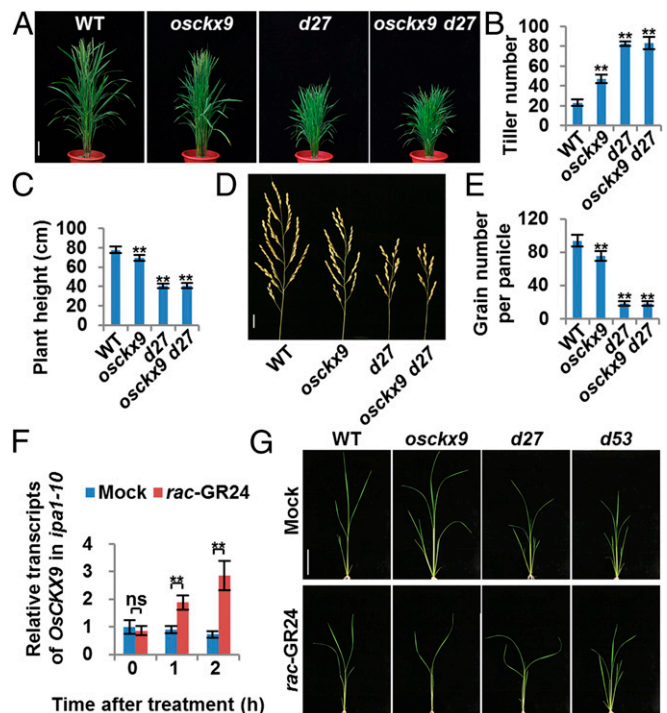 A
WT
osckx9
d27
osckx9 d27
B
Tiller number
100
80
60
40
20
0
**
**
**
WT
osckx9
d27
osckx9 d27
C
Plant height (cm)
100
80
60
40
20
0
**
**
**
WT
osckx9
d27
osckx9 d27
D
WT
osckx9
d27
osckx9 d27
E
Grain number
per panicle
120
80
40
0
**
**
**
WT
osckx9
d27
osckx9 d27
F
Mock
rac-GR24
Relative transcripts
of OsCKX9 in ipa1-10
4
3
2
1
0
ns
**
**
0
1
2
Time after treatment (h)
G
WT
osckx9
d27
d53
Mock
rac-GR24